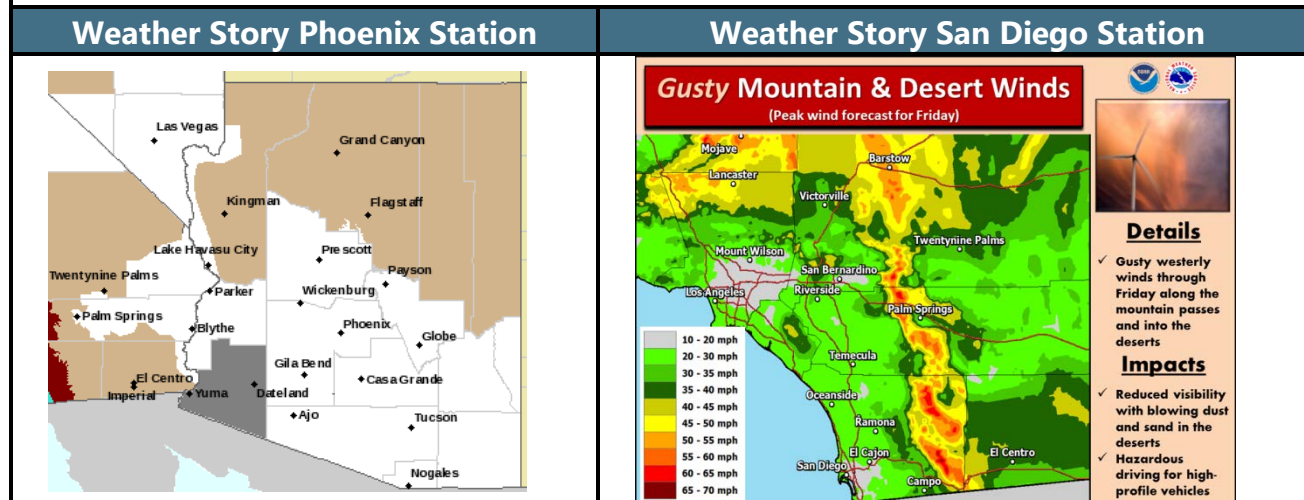 Weather Story Phoenix Station
Las Vegas
Grand Canyon
Kingman
Flagstaff
Lake Havasu City
Prescott
Twentynine Palms
Payson
Parker
Wickenburg
Palm Springs
Blythe
Phoenix
Globe
Gila Bend
El Centro
Casa Grande
Imperial
Yuma
Dateland
Ajo
Tucson
Nogales
Weather Story San Diego Station
Gusty Mountain & Desert Winds
(Peak wind forecast for Friday)
Mojave
Barstow
Lancaster
Victorville
Twentynine Palms
Mount Wilson
San Bernardino
Los Angeles
Riverside
Palm Springs
Temecula
Oceanside
Ramona
El Cajon
El Centro
San Diego
Campo
10 - 20 mph
20 - 30 mph
30 - 35 mph
35 - 40 mph
40 - 45 mph
45 - 50 mph
50 - 55 mph
55 - 60 mph
60 - 65 mph
65 - 70 mph
Details
✓ Gusty westerly
winds through
Friday along the
mountain passes
and into the
deserts
Impacts
✓ Reduced visibility
with blowing dust
and sand in the
deserts
✓ Hazardous
driving for high-
profile vehicles